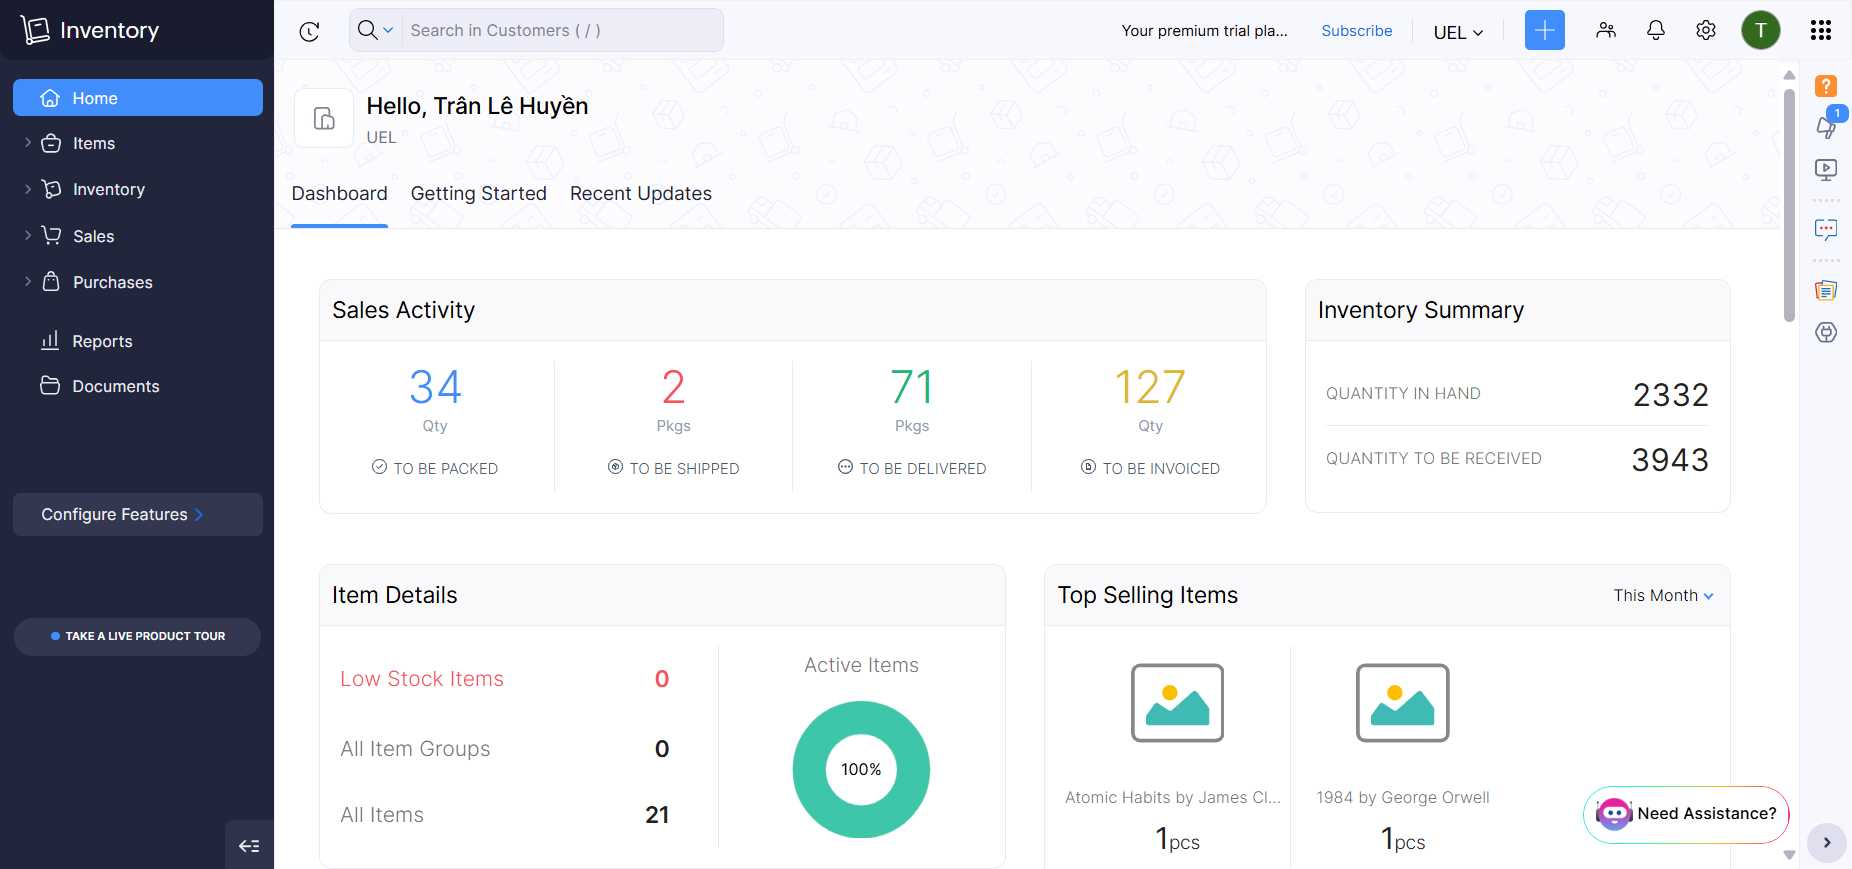 Inventory
Search in Customers ( / )
Your premium trial pla...
Subscribe
UEL
T
Home
Items
Inventory
Sales
Purchases
Reports
Documents
Configure Features
TAKE A LIVE PRODUCT TOUR
Hello, Trân Lê Huyền
UEL
Dashboard
Getting Started
Recent Updates
?
1
Sales Activity
34
Qty
TO BE PACKED
2
Pkgs
TO BE SHIPPED
71
Pkgs
TO BE DELIVERED
127
Qty
TO BE INVOICED
Inventory Summary
QUANTITY IN HAND 2332
QUANTITY TO BE RECEIVED 3943
Item Details
Low Stock Items 0
All Item Groups 0
All Items 21
Active Items
100%
Top Selling Items
This Month
Atomic Habits by James Cl...
1pcs
1984 by George Orwell
1pcs
Need Assistance?